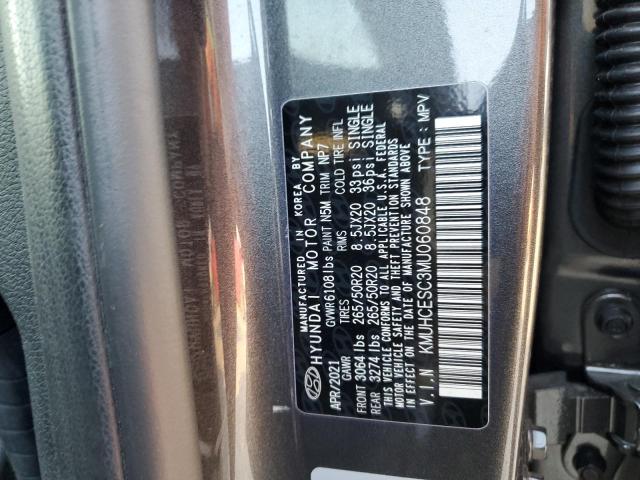 MANUFACTURED IN KOREA BY
HYUNDAI MOTOR COMPANY
APR/2021 GVWR 6108 lbs PAINT N5M TRIM NP7
GAWR TIRES RIMS COLD TIRE INFL
FRONT 3064 lbs 265/50R20 8.5JX20 33psi SINGLE
REAR 3274 lbs 265/50R20 8.5JX20 36psi SINGLE
THIS VEHICLE CONFORMS TO ALL APPLICABLE U.S.A. FEDERAL
MOTOR VEHICLE SAFETY AND THEFT PREVENTION STANDARDS
IN EFFECT ON THE DATE OF MANUFACTURE SHOWN ABOVE
V.I.N KMUHCESC3MU060848 TYPE : MPV